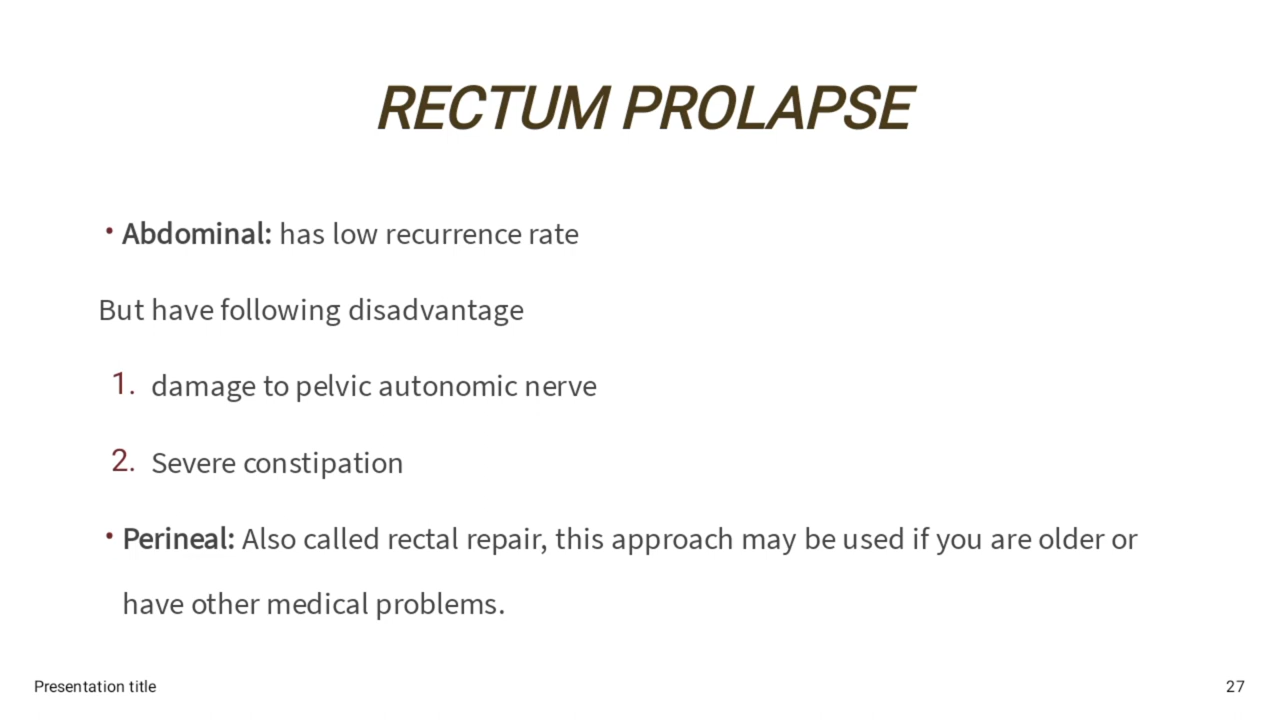 RECTUM PROLAPSE
• Abdominal: has low recurrence rate
But have following disadvantage
1. damage to pelvic autonomic nerve
2. Severe constipation
• Perineal: Also called rectal repair, this approach may be used if you are older or
have other medical problems.
Presentation title
27